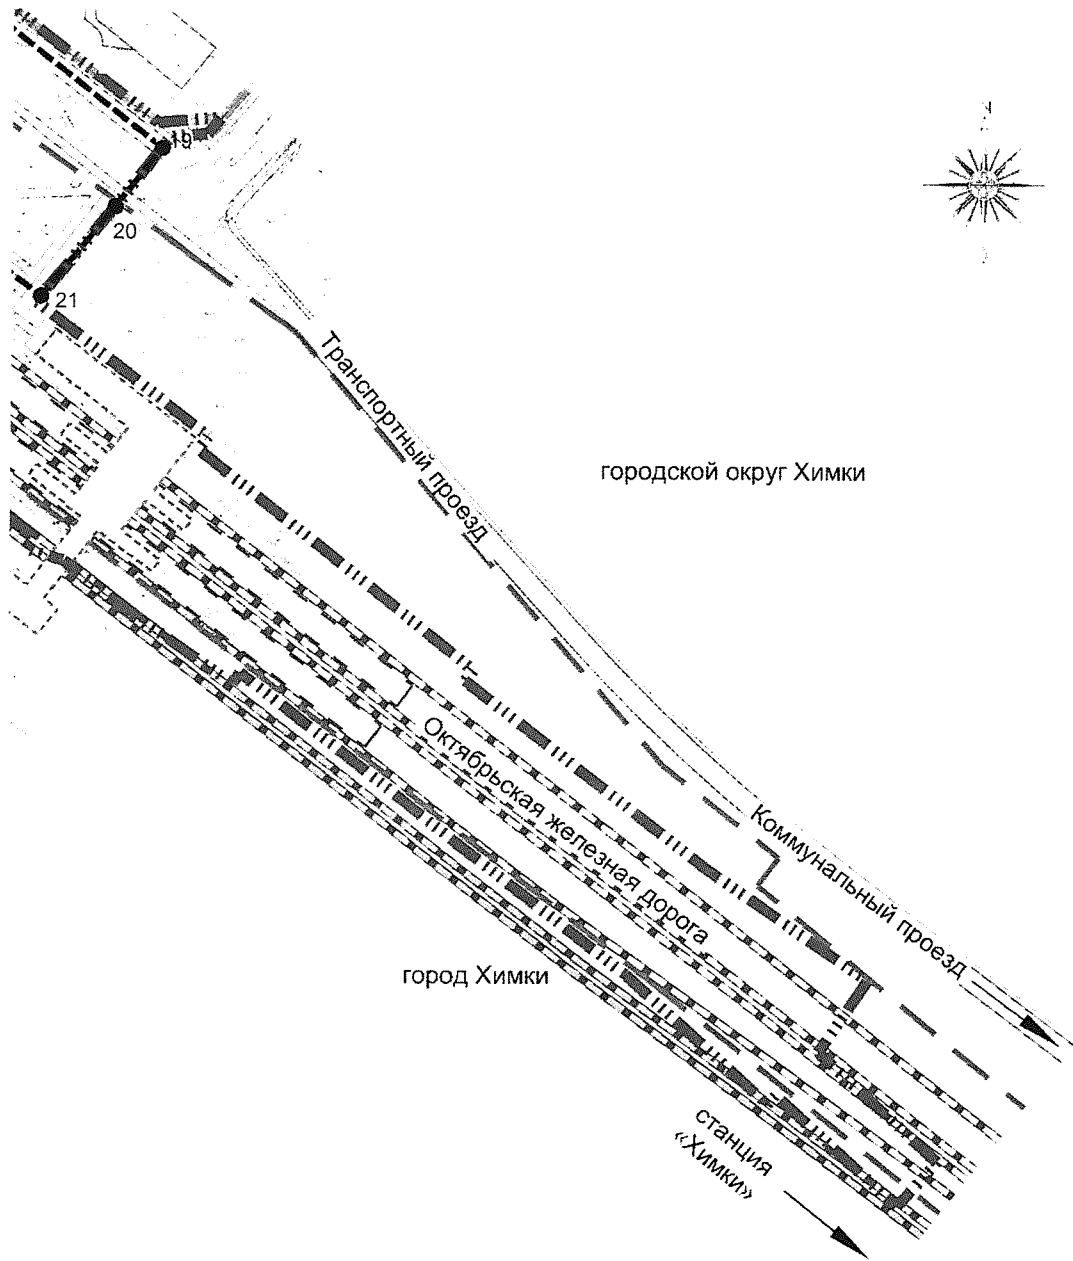 N
19
20
21
Транспортный проезд
городской округ Химки
Октябрьская железная дорога
Коммунальный проезд
город Химки
станция
«Химки»